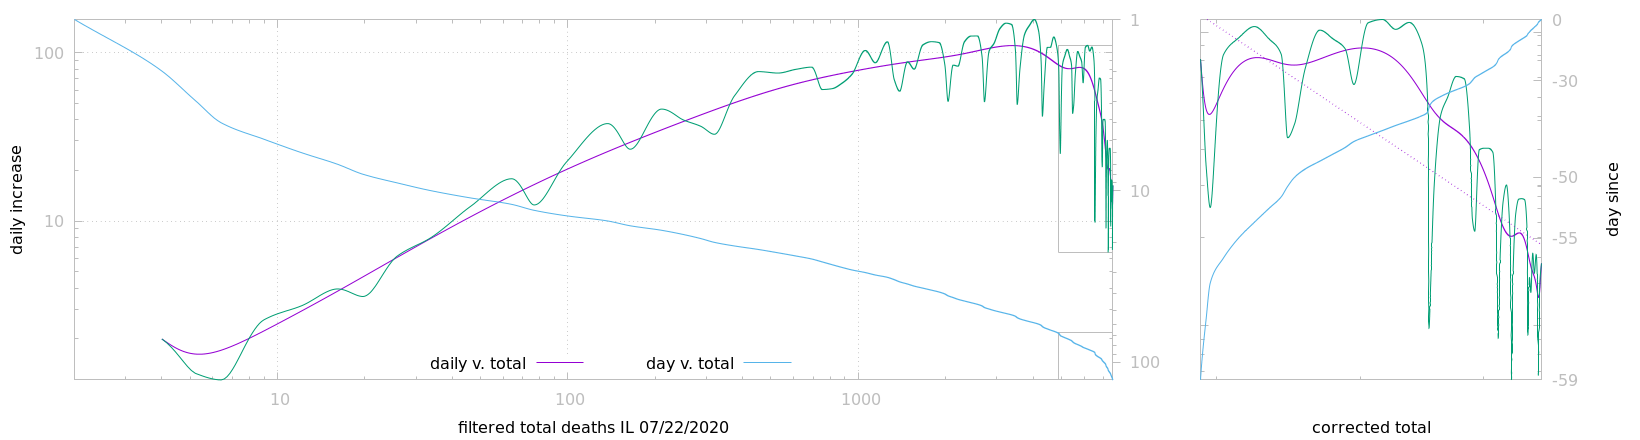 100
10
daily increase
10
100
1000
filtered total deaths IL 07/22/2020
daily v. total
day v. total
1
10
100
0
-30
-50
-55
-59
day since
corrected total